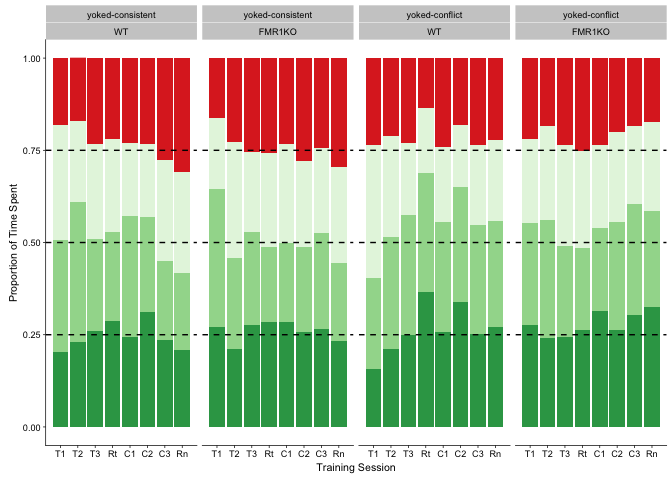 yoked-consistent yoked-consistent yoked-conflict yoked-conflict
WT FMR1KO WT FMR1KO
1.00
0.75
0.50
0.25
0.00
Proportion of Time Spent
T1 T2 T3 Rt C1 C2 C3 Rn T1 T2 T3 Rt C1 C2 C3 Rn T1 T2 T3 Rt C1 C2 C3 Rn T1 T2 T3 Rt C1 C2 C3 Rn
Training Session